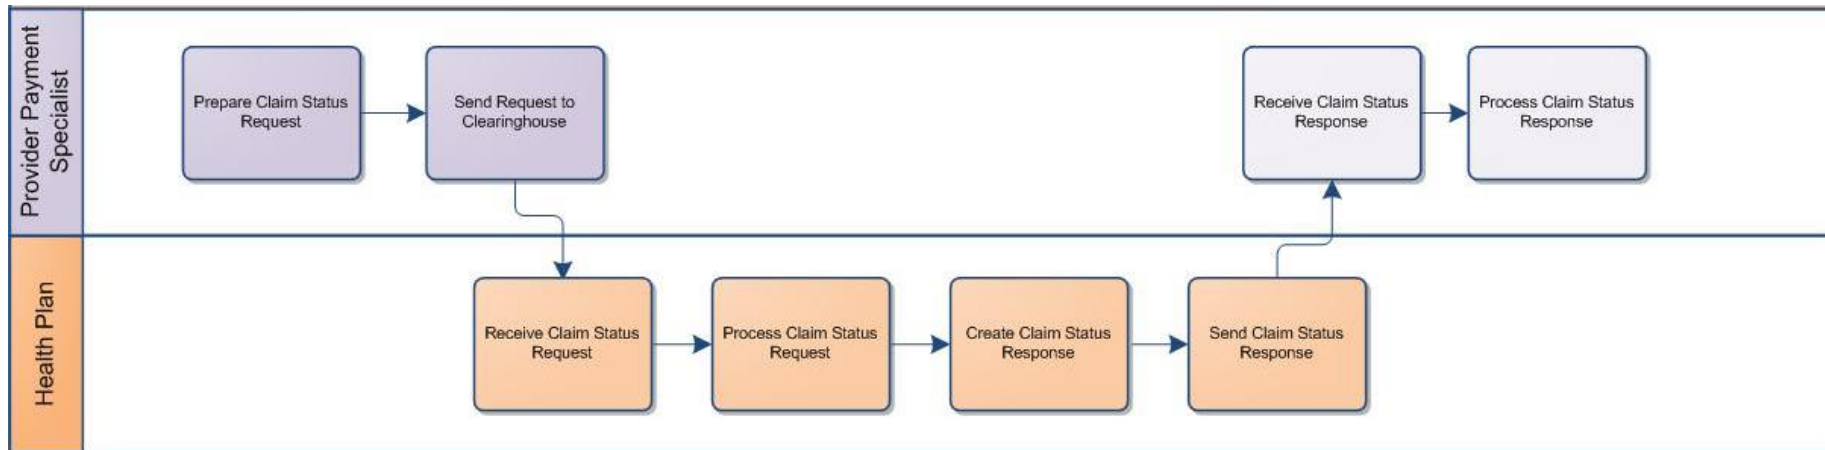 Provider Payment
Specialist
Prepare Claim Status
Request
Send Request to
Clearinghouse
Receive Claim Status
Response
Process Claim Status
Response
Health Plan
Receive Claim Status
Request
Process Claim Status
Request
Create Claim Status
Response
Send Claim Status
Response